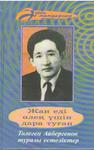 Жан еді
өлең үшін
дара туған
Төлеген Айбергенов
туралы естеліктер